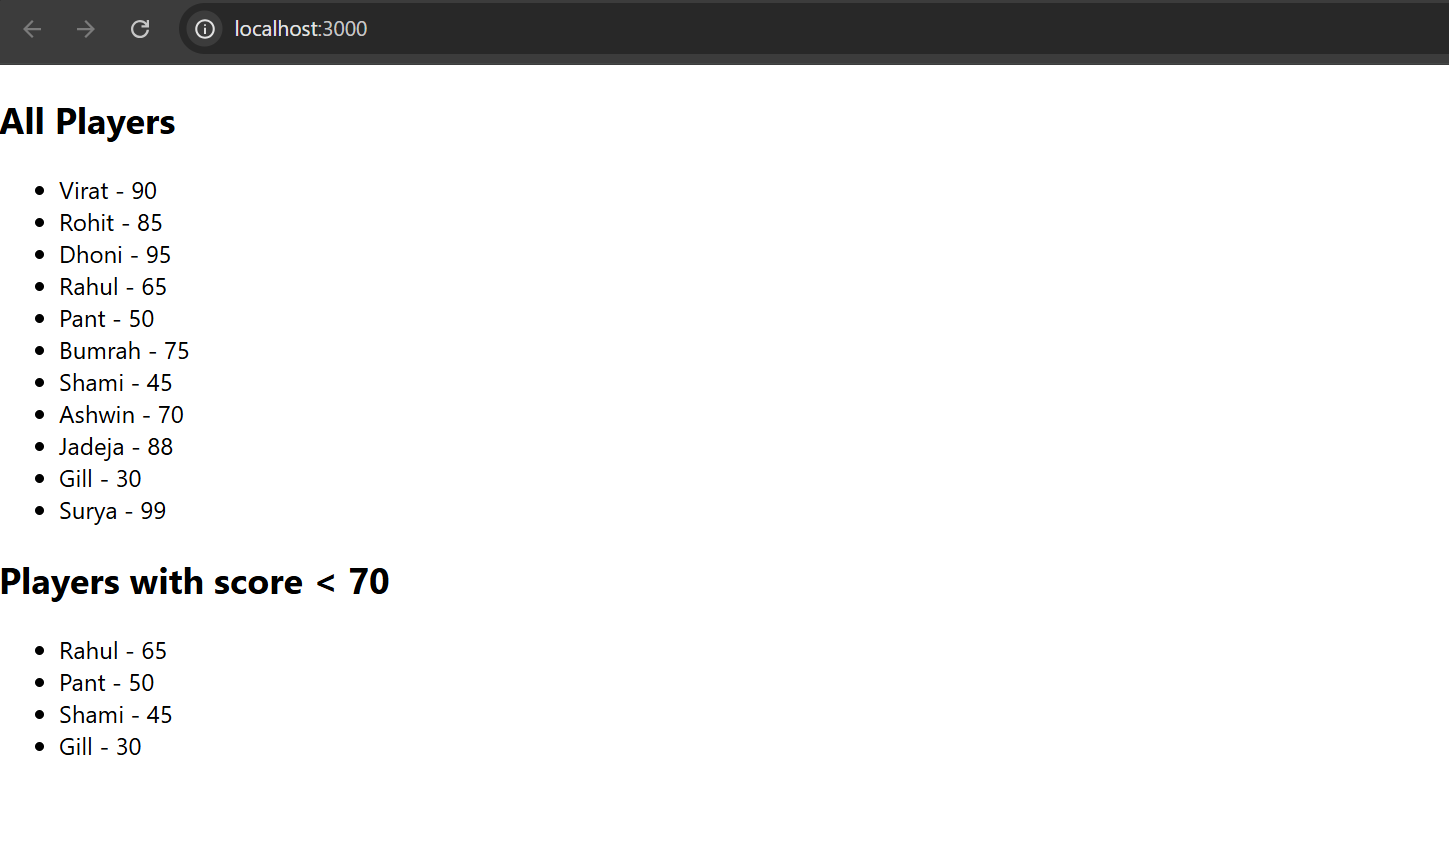 localhost:3000
All Players
Virat - 90
Rohit - 85
Dhoni - 95
Rahul - 65
Pant - 50
Bumrah - 75
Shami - 45
Ashwin - 70
Jadeja - 88
Gill - 30
Surya - 99
Players with score < 70
Rahul - 65
Pant - 50
Shami - 45
Gill - 30